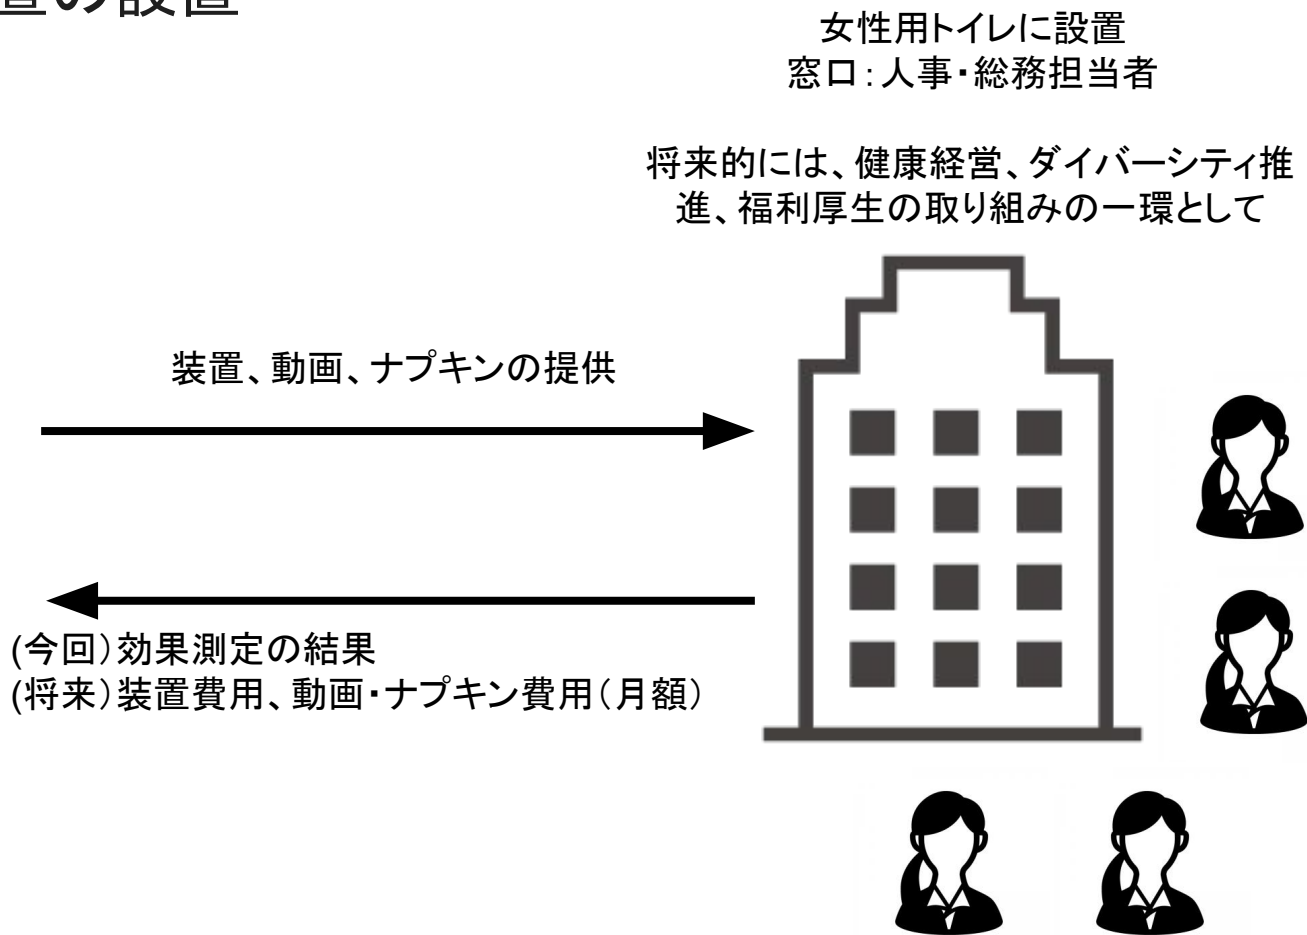 置の設置
女性用トイレに設置
窓口：人事・総務担当者
将来的には、健康経営、ダイバーシティ推
進、福利厚生の取り組みの一環として
装置、動画、ナプキンの提供
(今回）効果測定の結果
(将来）装置費用、動画・ナプキン費用（月額）